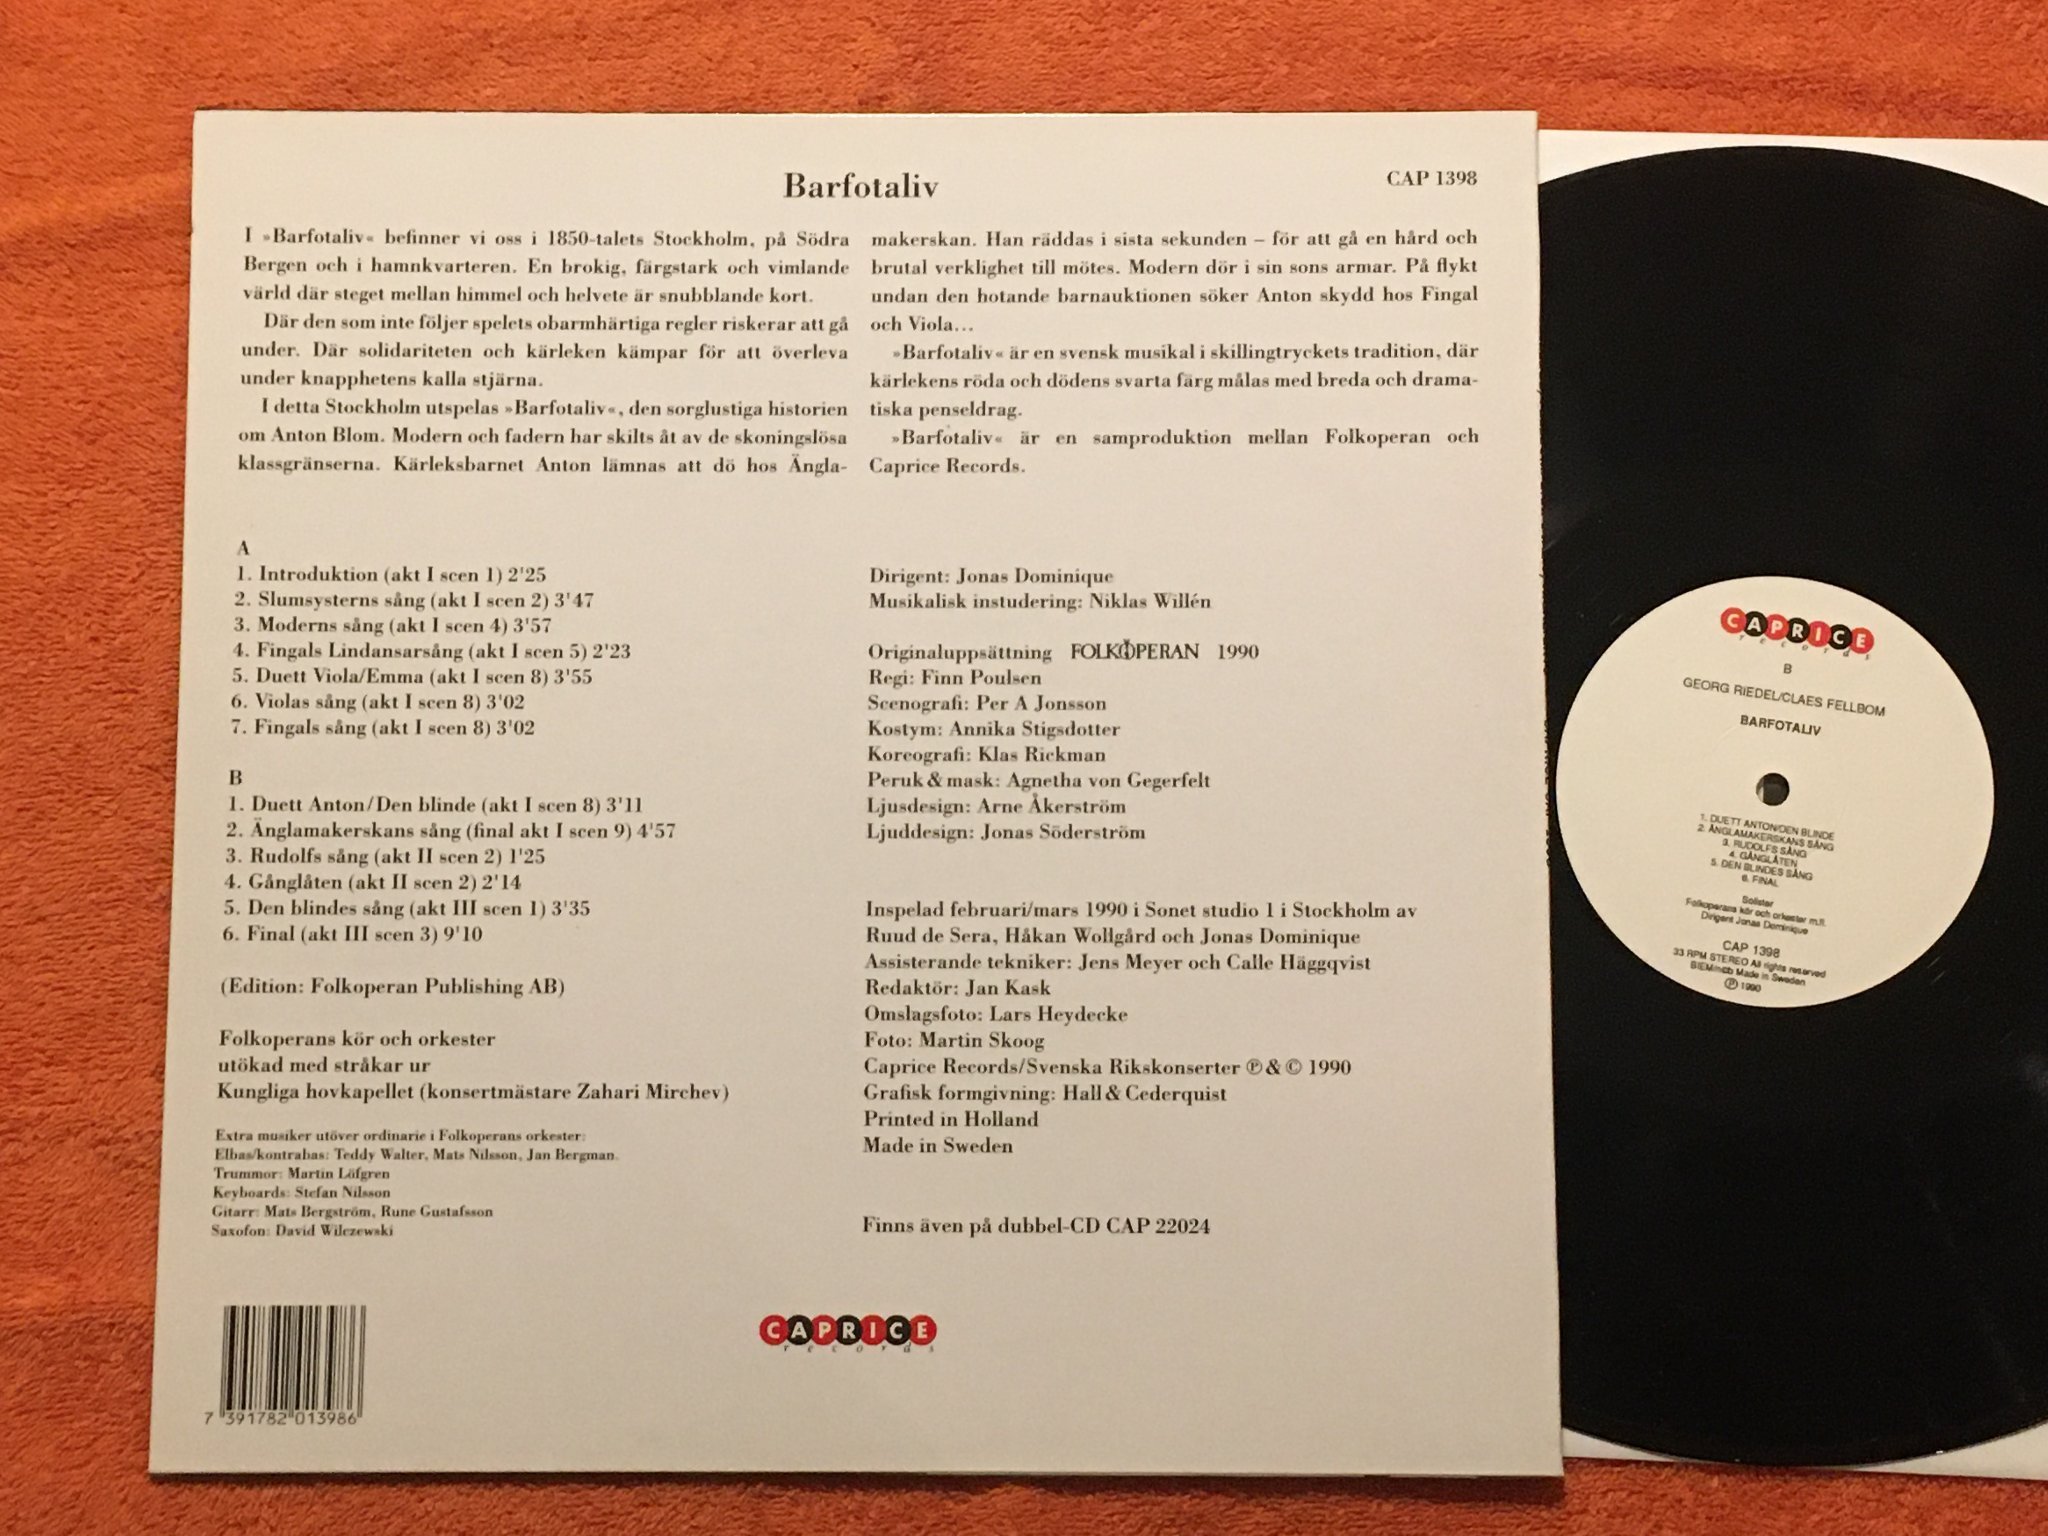 Barfotaliv
CAP 1398
I »Barfotaliv« befinner vi oss i 1850-talets Stockholm, på Södra
Bergen och i hamnkvarteren. En brokig, färgstark och vimlande
värld där steget mellan himmel och helvete är snubblande kort.
Där den som inte följer spelets obarmhärtiga regler riskerar att gå
under. Där solidariteten och kärleken kämpar för att överleva
under knapphetens kalla stjärna.
I detta Stockholm utspelas »Barfotaliv«, den sorglustiga historien
om Anton Blom. Modern och fadern har skilts åt av de skoningslösa
klassgränserna. Kärleksbarnet Anton lämnas att dö hos Ängla-
makerskan. Han räddas i sista sekunden – för att gå en hård och
brutal verklighet till mötes. Modern dör i sin sons armar. På flykt
undan den hotande barnauktionen söker Anton skydd hos Fingal
och Viola...
»Barfotaliv« är en svensk musikal i skillingtryckets tradition, där
kärlekens röda och dödens svarta färg målas med breda och drama-
tiska penseldrag.
»Barfotaliv« är en samproduktion mellan Folkoperan och
Caprice Records.
A
1. Introduktion (akt I scen 1) 2'25
2. Slumsysterns sång (akt I scen 2) 3'47
3. Moderns sång (akt I scen 4) 3'57
4. Fingals Lindansarsång (akt I scen 5) 2'23
5. Duett Viola/Emma (akt I scen 8) 3'55
6. Violas sång (akt I scen 8) 3'02
7. Fingals sång (akt I scen 8) 3'02
B
1. Duett Anton/Den blinde (akt I scen 8) 3'11
2. Änglamakerskans sång (final akt I scen 9) 4'57
3. Rudolfs sång (akt II scen 2) 1'25
4. Gånglåten (akt II scen 2) 2'14
5. Den blindes sång (akt III scen 1) 3'35
6. Final (akt III scen 3) 9'10
(Edition: Folkoperan Publishing AB)
Folkoperans kör och orkester
utökad med stråkar ur
Kungliga hovkapellet (konsertmästare Zahari Mirchev)
Extra musiker utöver ordinarie i Folkoperans orkester:
Elbas/kontrabas: Teddy Walter, Mats Nilsson, Jan Bergman.
Trummor: Martin Löfgren
Keyboards: Stefan Nilsson
Gitarr: Mats Bergström, Rune Gustafsson
Saxofon: David Wilczewski
7 391782 013986
Dirigent: Jonas Dominique
Musikalisk instudering: Niklas Willén
Originaluppsättning FOLKOPERAN 1990
Regi: Finn Poulsen
Scenografi: Per A Jonsson
Kostym: Annika Stigsdotter
Koreografi: Klas Rickman
Peruk & mask: Agnetha von Gegerfelt
Ljusdesign: Arne Åkerström
Ljuddesign: Jonas Söderström
Inspelad februari/mars 1990 i Sonet studio 1 i Stockholm av
Ruud de Sera, Håkan Wollgård och Jonas Dominique
Assisterande tekniker: Jens Meyer och Calle Häggqvist
Redaktör: Jan Kask
Omslagsfoto: Lars Heydecke
Foto: Martin Skoog
Caprice Records/Svenska Rikskonserter ℗ & © 1990
Grafisk formgivning: Hall & Cederquist
Printed in Holland
Made in Sweden
Finns även på dubbel-CD CAP 22024
CAPRICE
records
CAPRICE
records
B
GEORG RIEDEL/CLAES FELLBOM
BARFOTALIV
1. DUETT ANTON/DEN BLINDE
2. ÄNGLAMAKERSKANS SÅNG
3. RUDOLFS SÅNG
4. GÅNGLÅTEN
5. DEN BLINDES SÅNG
6. FINAL
Solister
Folkoperans kör och orkester m.fl.
Dirigent Jonas Dominique
CAP 1398
33 RPM STEREO All rights reserved
BIEM/ncb Made in Sweden
℗ 1990